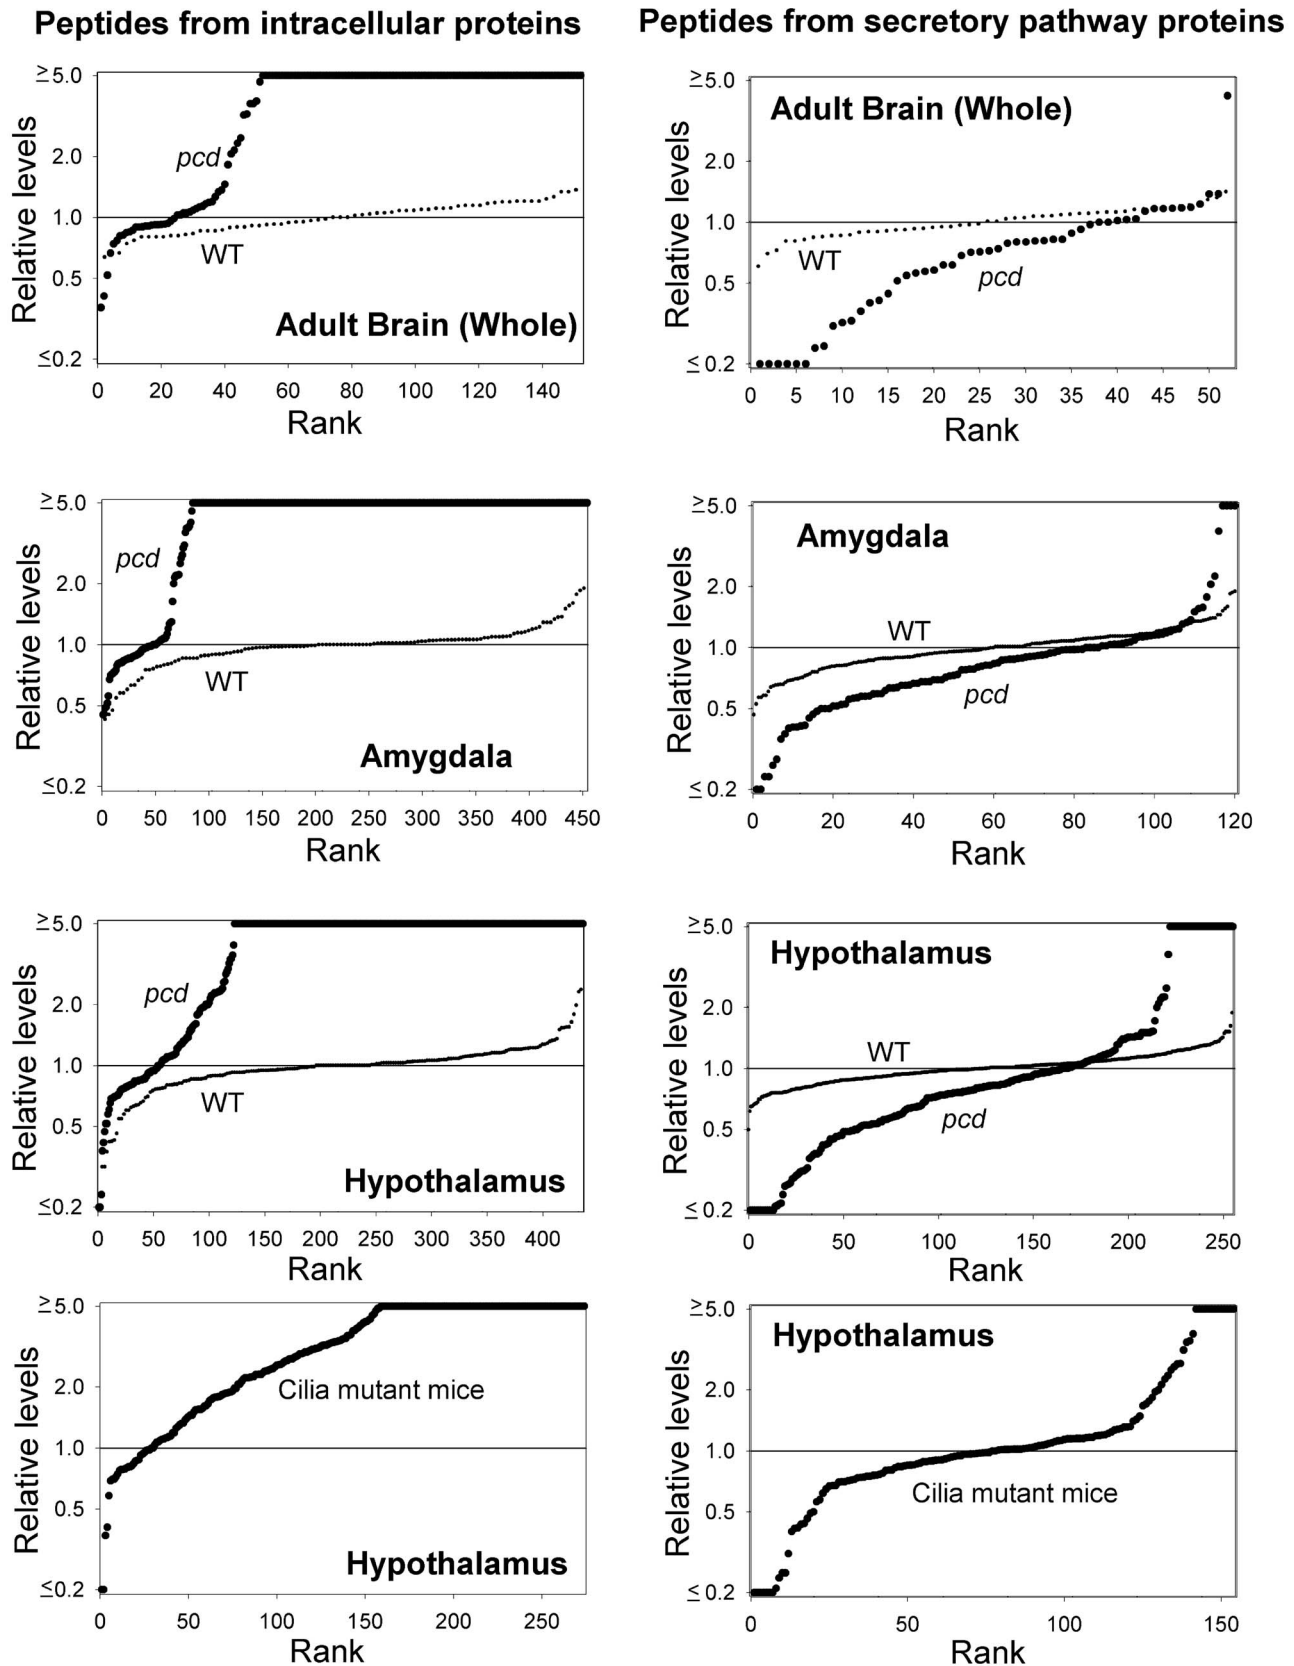 Peptides from intracellular proteins
Peptides from secretory pathway proteins
≥5.0
2.0
1.0
0.5
≤0.2
Relative levels
pcd
WT
Adult Brain (Whole)
0 20 40 60 80 100 120 140
Rank
≥5.0
2.0
1.0
0.5
≤0.2
Relative levels
Adult Brain (Whole)
WT
pcd
0 5 10 15 20 25 30 35 40 45 50
Rank
≥5.0
2.0
1.0
0.5
≤0.2
Relative levels
pcd
WT
Amygdala
0 50 100 150 200 250 300 350 400 450
Rank
≥5.0
2.0
1.0
0.5
≤0.2
Relative levels
Amygdala
WT
pcd
0 20 40 60 80 100 120
Rank
≥5.0
2.0
1.0
0.5
≤0.2
Relative levels
pcd
WT
Hypothalamus
0 50 100 150 200 250 300 350 400
Rank
≥5.0
2.0
1.0
0.5
≤0.2
Relative levels
Hypothalamus
WT
pcd
0 50 100 150 200 250
Rank
≥5.0
2.0
1.0
0.5
≤0.2
Relative levels
Cilia mutant mice
Hypothalamus
0 50 100 150 200 250
Rank
≥5.0
2.0
1.0
0.5
≤0.2
Relative levels
Hypothalamus
Cilia mutant mice
0 50 100 150
Rank